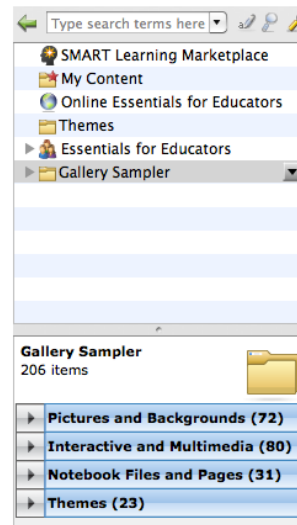 Type search terms here
SMART Learning Marketplace
My Content
Online Essentials for Educators
Themes
Essentials for Educators
Gallery Sampler
Gallery Sampler
206 items
Pictures and Backgrounds (72)
Interactive and Multimedia (80)
Notebook Files and Pages (31)
Themes (23)